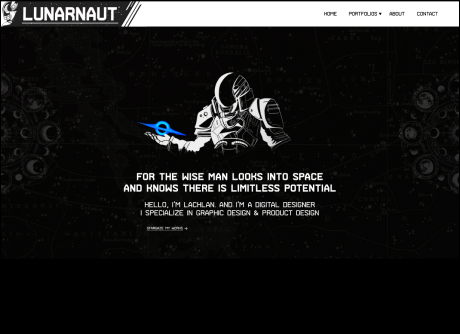 LUNARNAUT
HOME PORTFOLIOS ABOUT CONTACT
FOR THE WISE MAN LOOKS INTO SPACE
AND KNOWS THERE IS LIMITLESS POTENTIAL
HELLO, I'M LACHLAN. AND I'M A DIGITAL DESIGNER
I SPECIALIZE IN GRAPHIC DESIGN & PRODUCT DESIGN
STARGAZE MY WORKS →